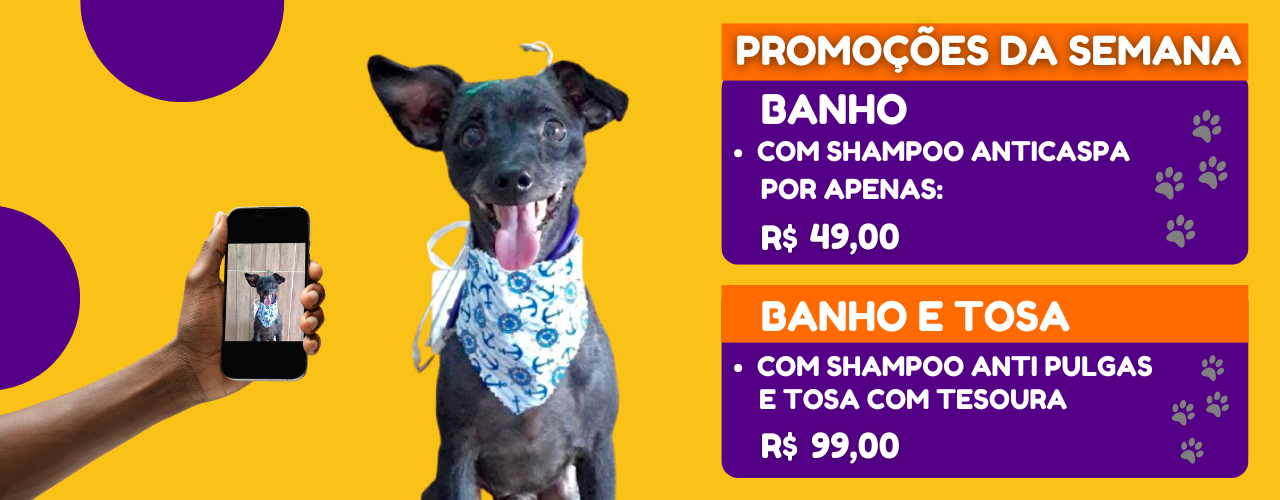 PROMOÇÕES DA SEMANA
BANHO
• COM SHAMPOO ANTICASPA
POR APENAS:
R$ 49,00
BANHO E TOSA
• COM SHAMPOO ANTI PULGAS
E TOSA COM TESOURA
R$ 99,00